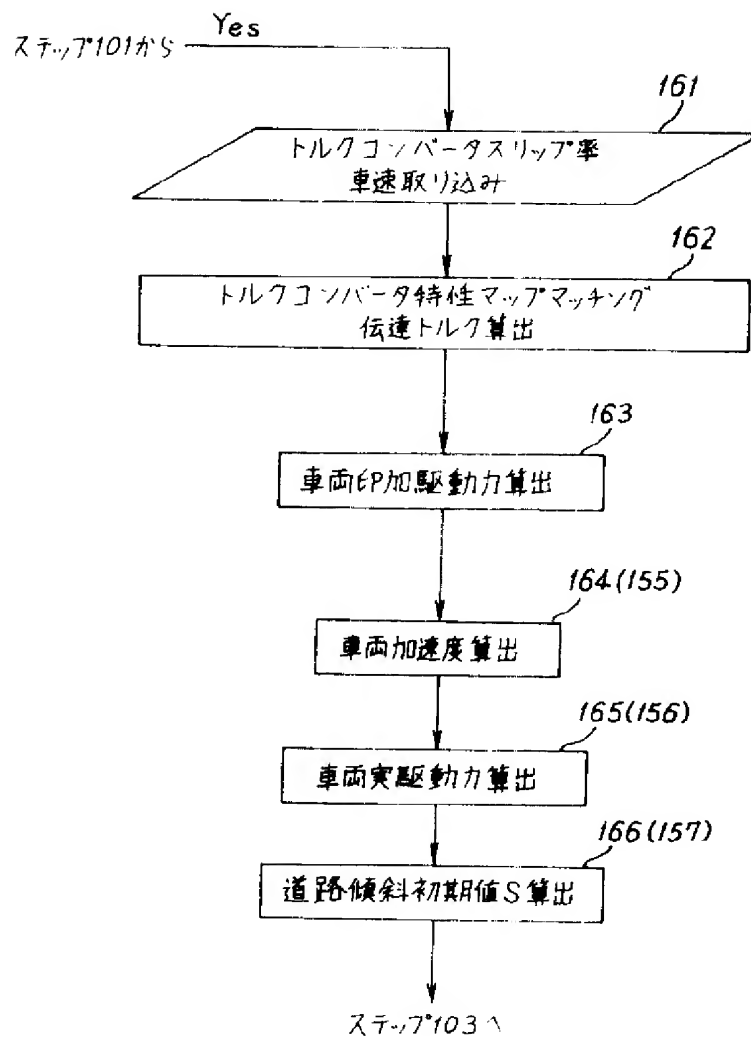 ステップ101から
Yes
161
トルクコンバータスリップ率
車速取り込み
162
トルクコンバータ特性マップマッチング
伝達トルク算出
163
車両印加駆動力算出
164(155)
車両加速度算出
165(156)
車両実駆動力算出
166(157)
道路傾斜初期値S算出
ステップ103へ